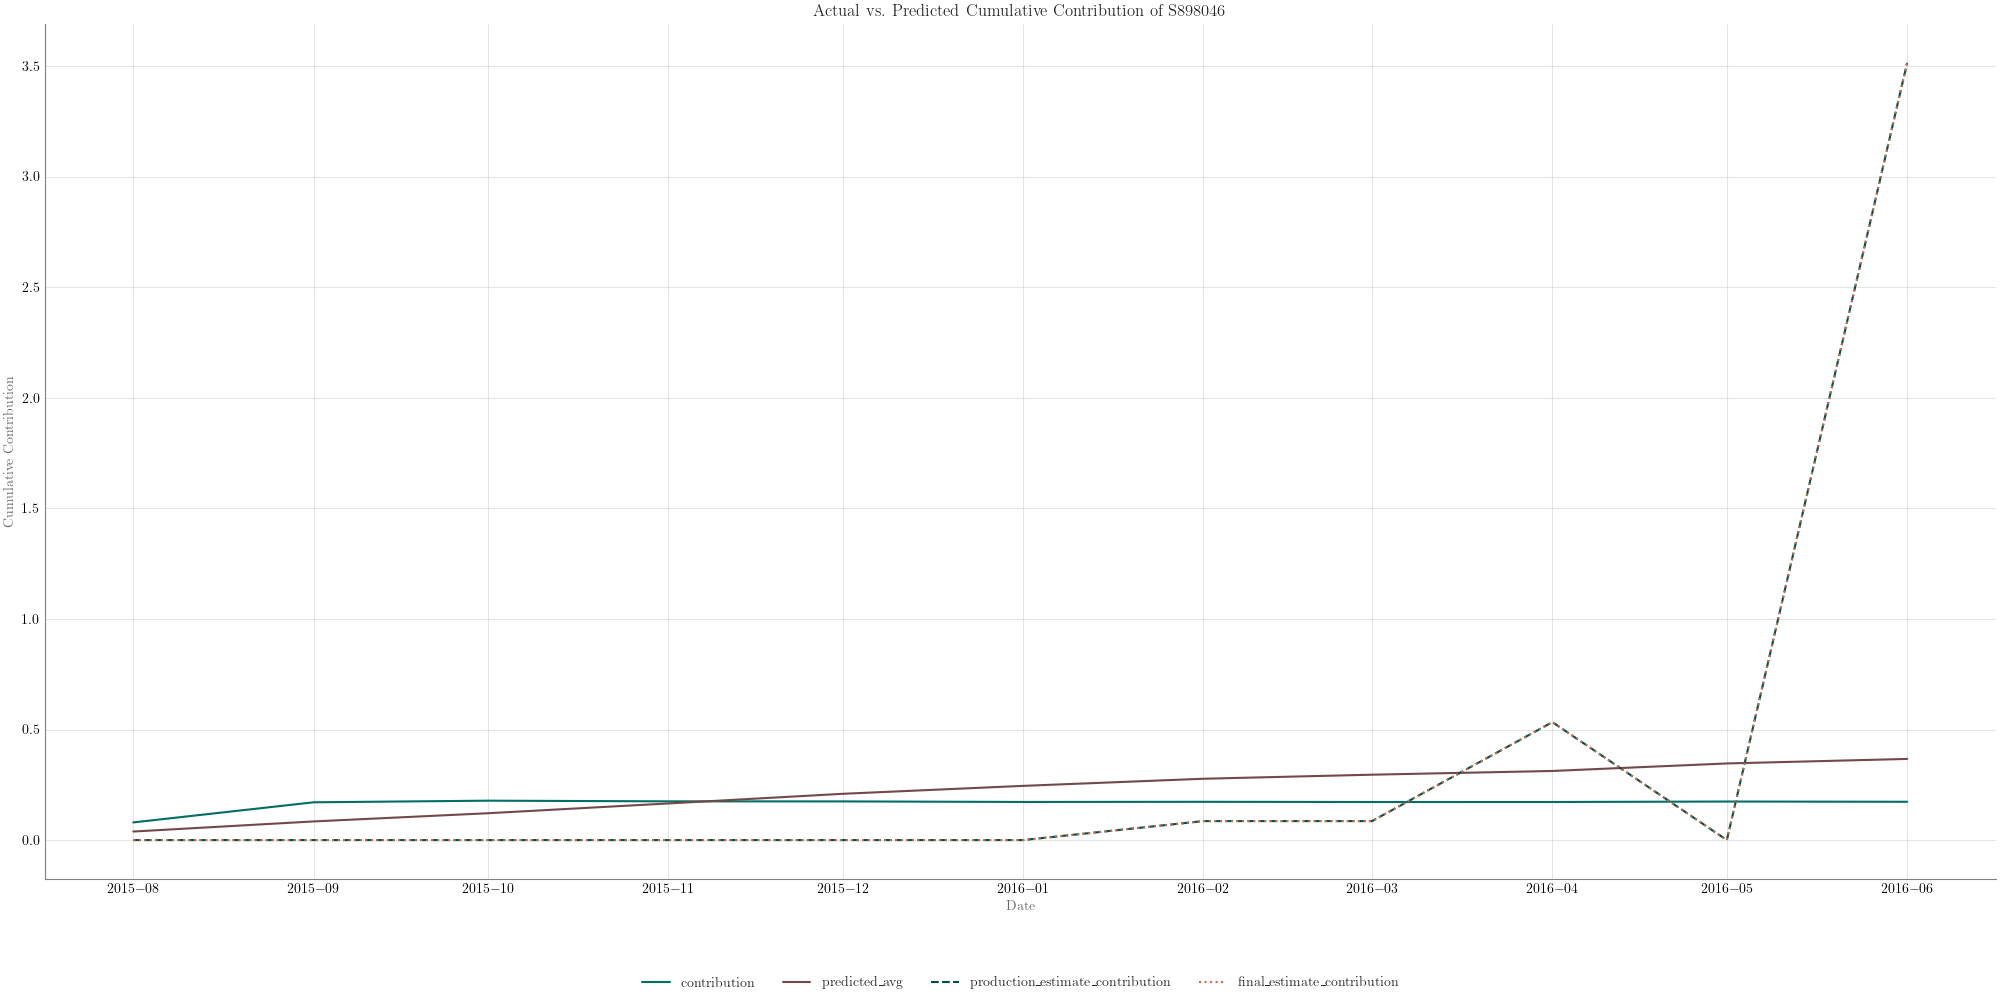 Actual vs. Predicted Cumulative Contribution of S898046
3.5
3.0
2.5
2.0
1.5
1.0
0.5
0.0
Cumulative Contribution
2015−08 2015−09 2015−10 2015−11 2015−12 2016−01 2016−02 2016−03 2016−04 2016−05 2016−06
Date
contribution predicted_avg production_estimate_contribution final_estimate_contribution